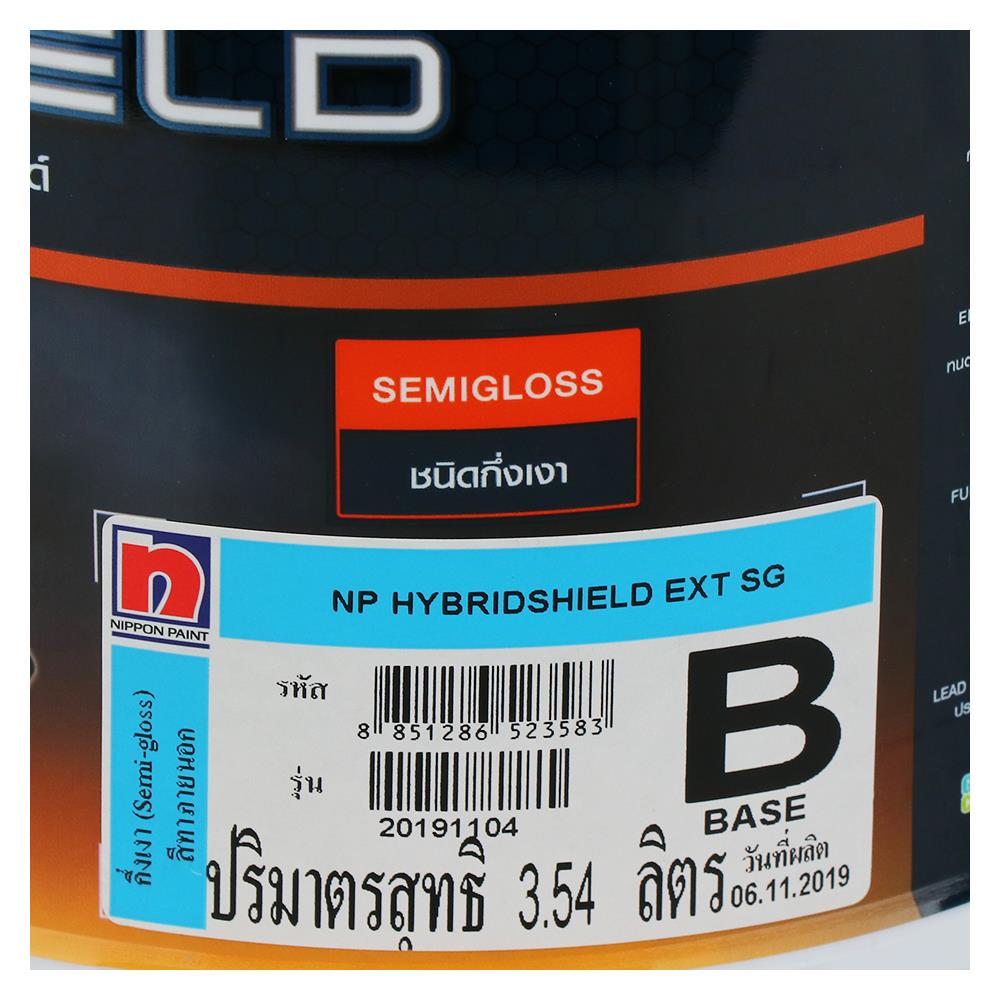 ELD
ต์
SEMIGLOSS
ชนิดกึ่งเงา
n
NIPPON PAINT
NP HYBRIDSHIELD EXT SG
กึ่งเงา (Semi-gloss)
สีทาภายนอก
รหัส
8 851286 523583
รุ่น
20191104
B
BASE
ปริมาตรสุทธิ 3.54 ลิตร
วันที่ผลิต
06.11.2019
FU
LEAD